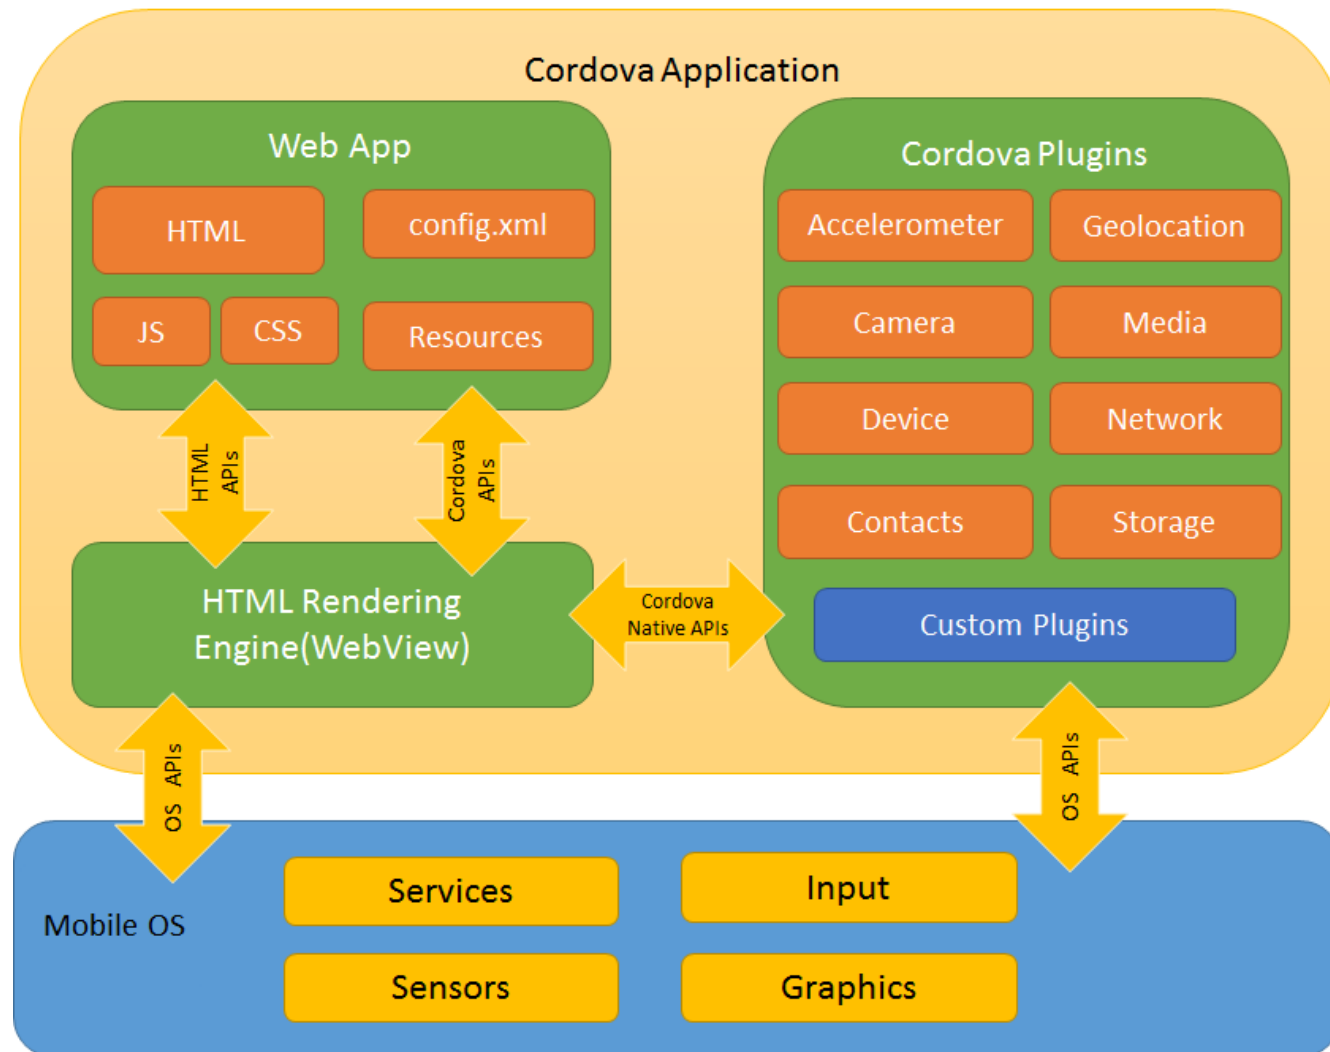 Cordova Application
Web App
HTML
config.xml
JS
CSS
Resources
HTML
APIs
Cordova
APIs
HTML Rendering
Engine(WebView)
Cordova
Native APIs
Cordova Plugins
Accelerometer
Geolocation
Camera
Media
Device
Network
Contacts
Storage
Custom Plugins
OS APIs
OS APIs
Mobile OS
Services
Input
Sensors
Graphics